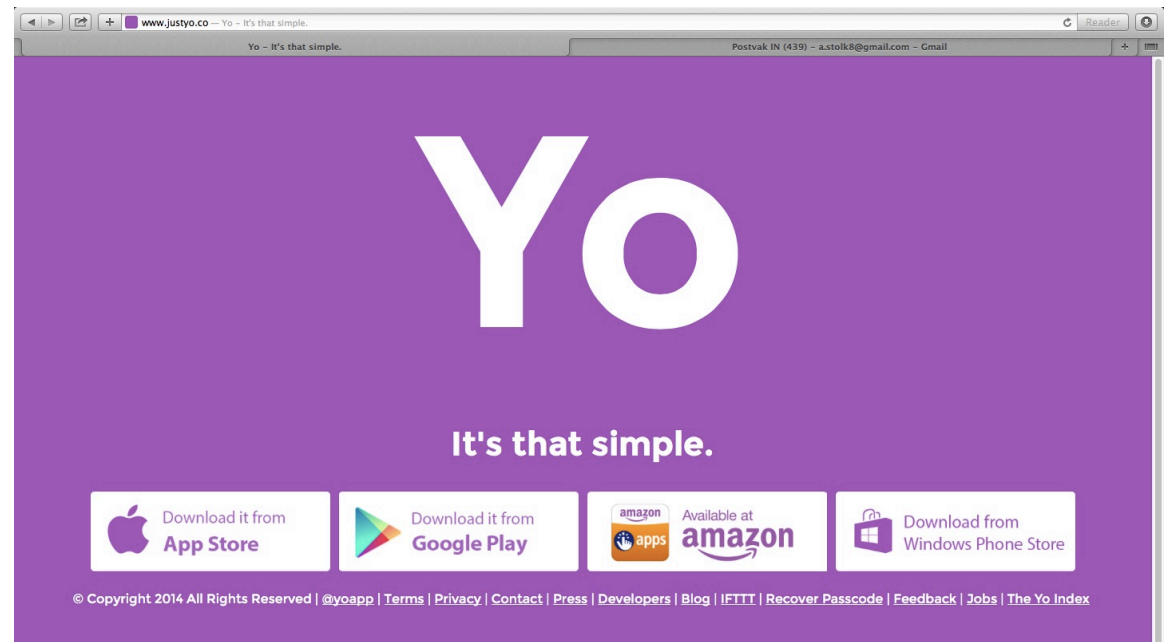 www.justyo.co — Yo – It's that simple.
Reader
Yo – It's that simple.
Postvak IN (439) – a.stolk8@gmail.com – Gmail
Yo
It's that simple.
Download it from
App Store
Download it from
Google Play
amazon
apps
Available at
amazon
Download from
Windows Phone Store
© Copyright 2014 All Rights Reserved | @yoapp | Terms | Privacy | Contact | Press | Developers | Blog | IFTTT | Recover Passcode | Feedback | Jobs | The Yo Index